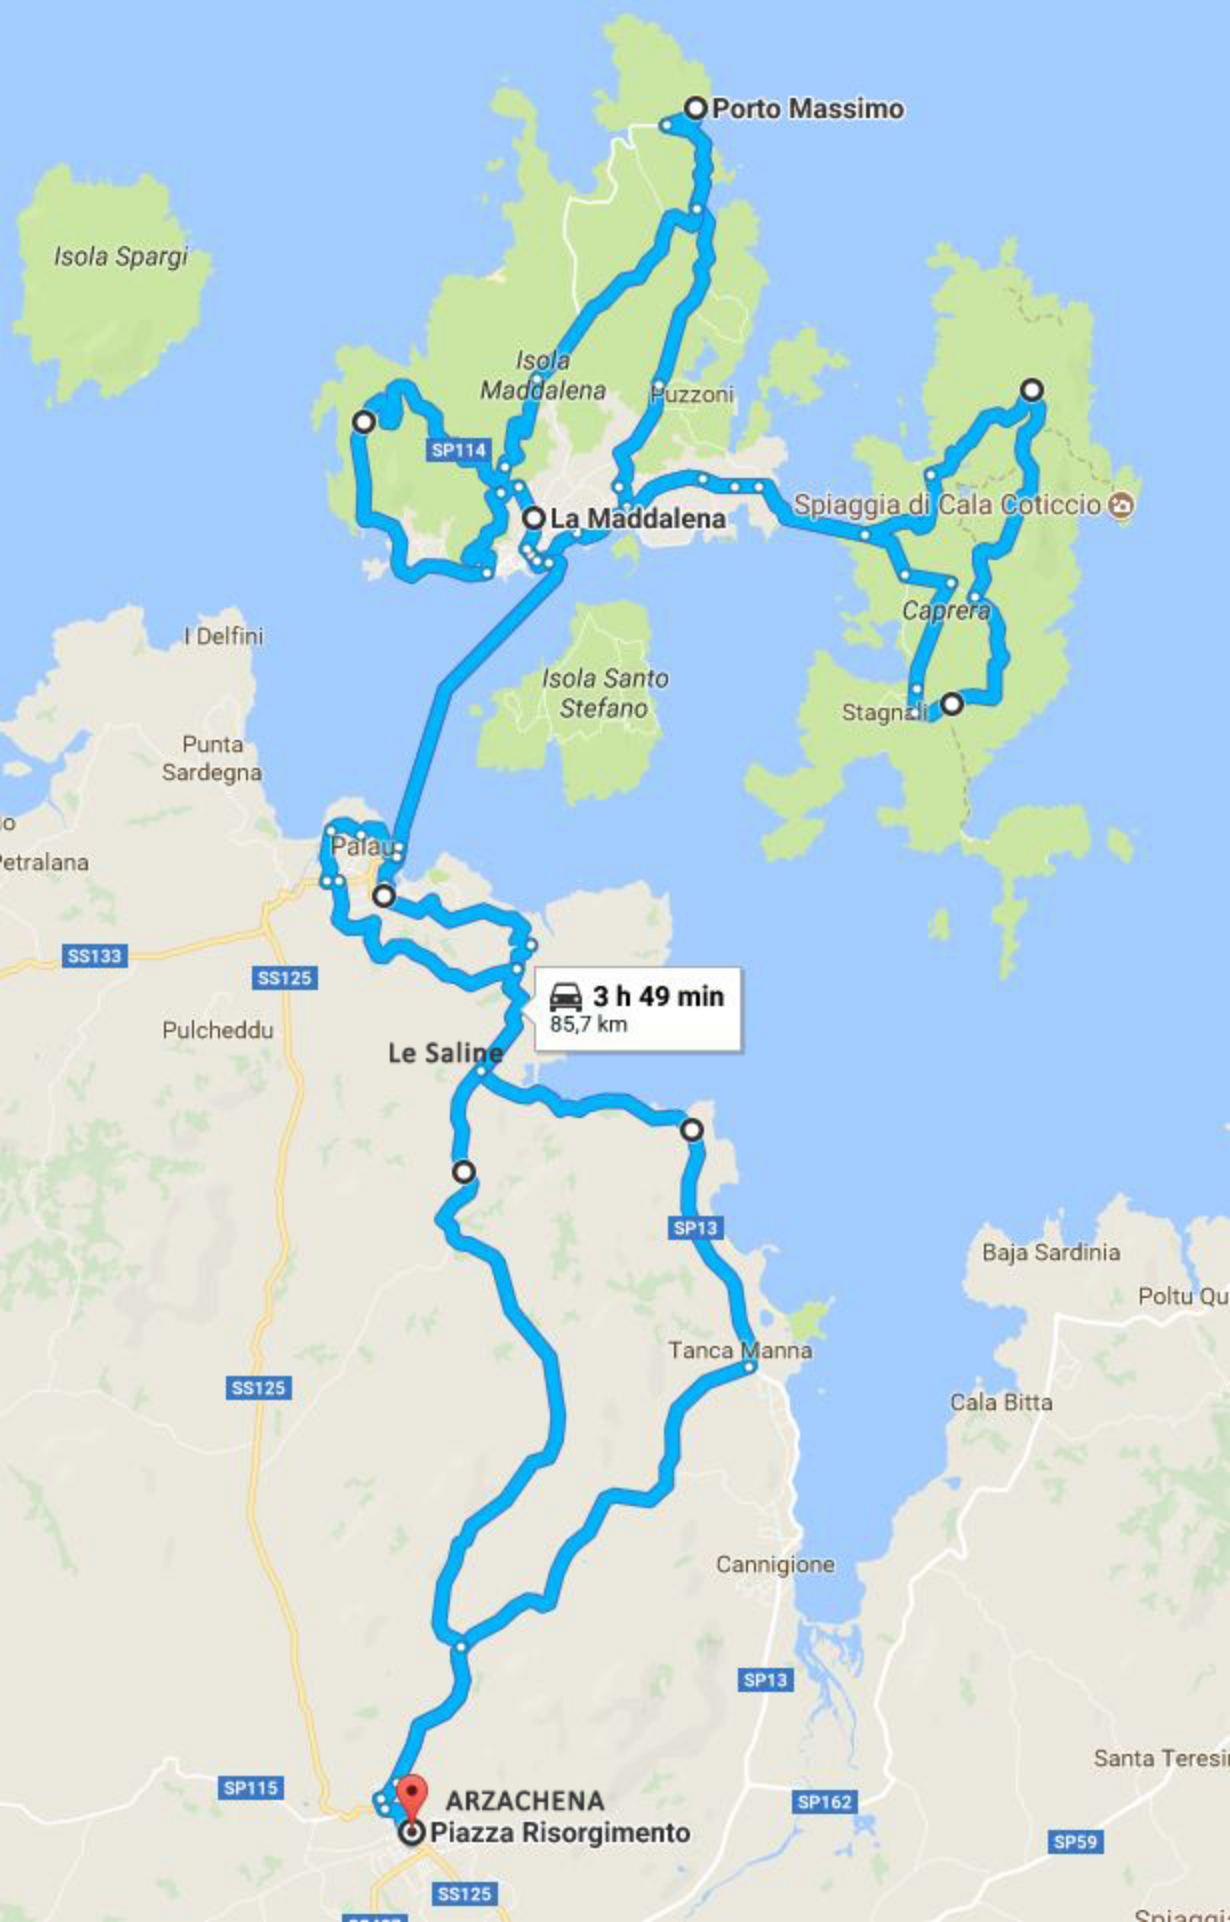 Porto Massimo
Isola Spargi
Isola
Maddalena
Puzzoni
SP114
Spiaggia di Cala Coticcio
La Maddalena
Caprera
I Delfini
Isola Santo
Stefano
Stagnali
Punta
Sardegna
Palau
SS133
SS125
3 h 49 min
85,7 km
Pulcheddu
Le Saline
SP13
Baja Sardinia
Poltu Qu
Tanca Manna
SS125
Cala Bitta
Cannigione
SP13
Santa Teresi
SP115
ARZACHENA
SP162
Piazza Risorgimento
SP59
SS125